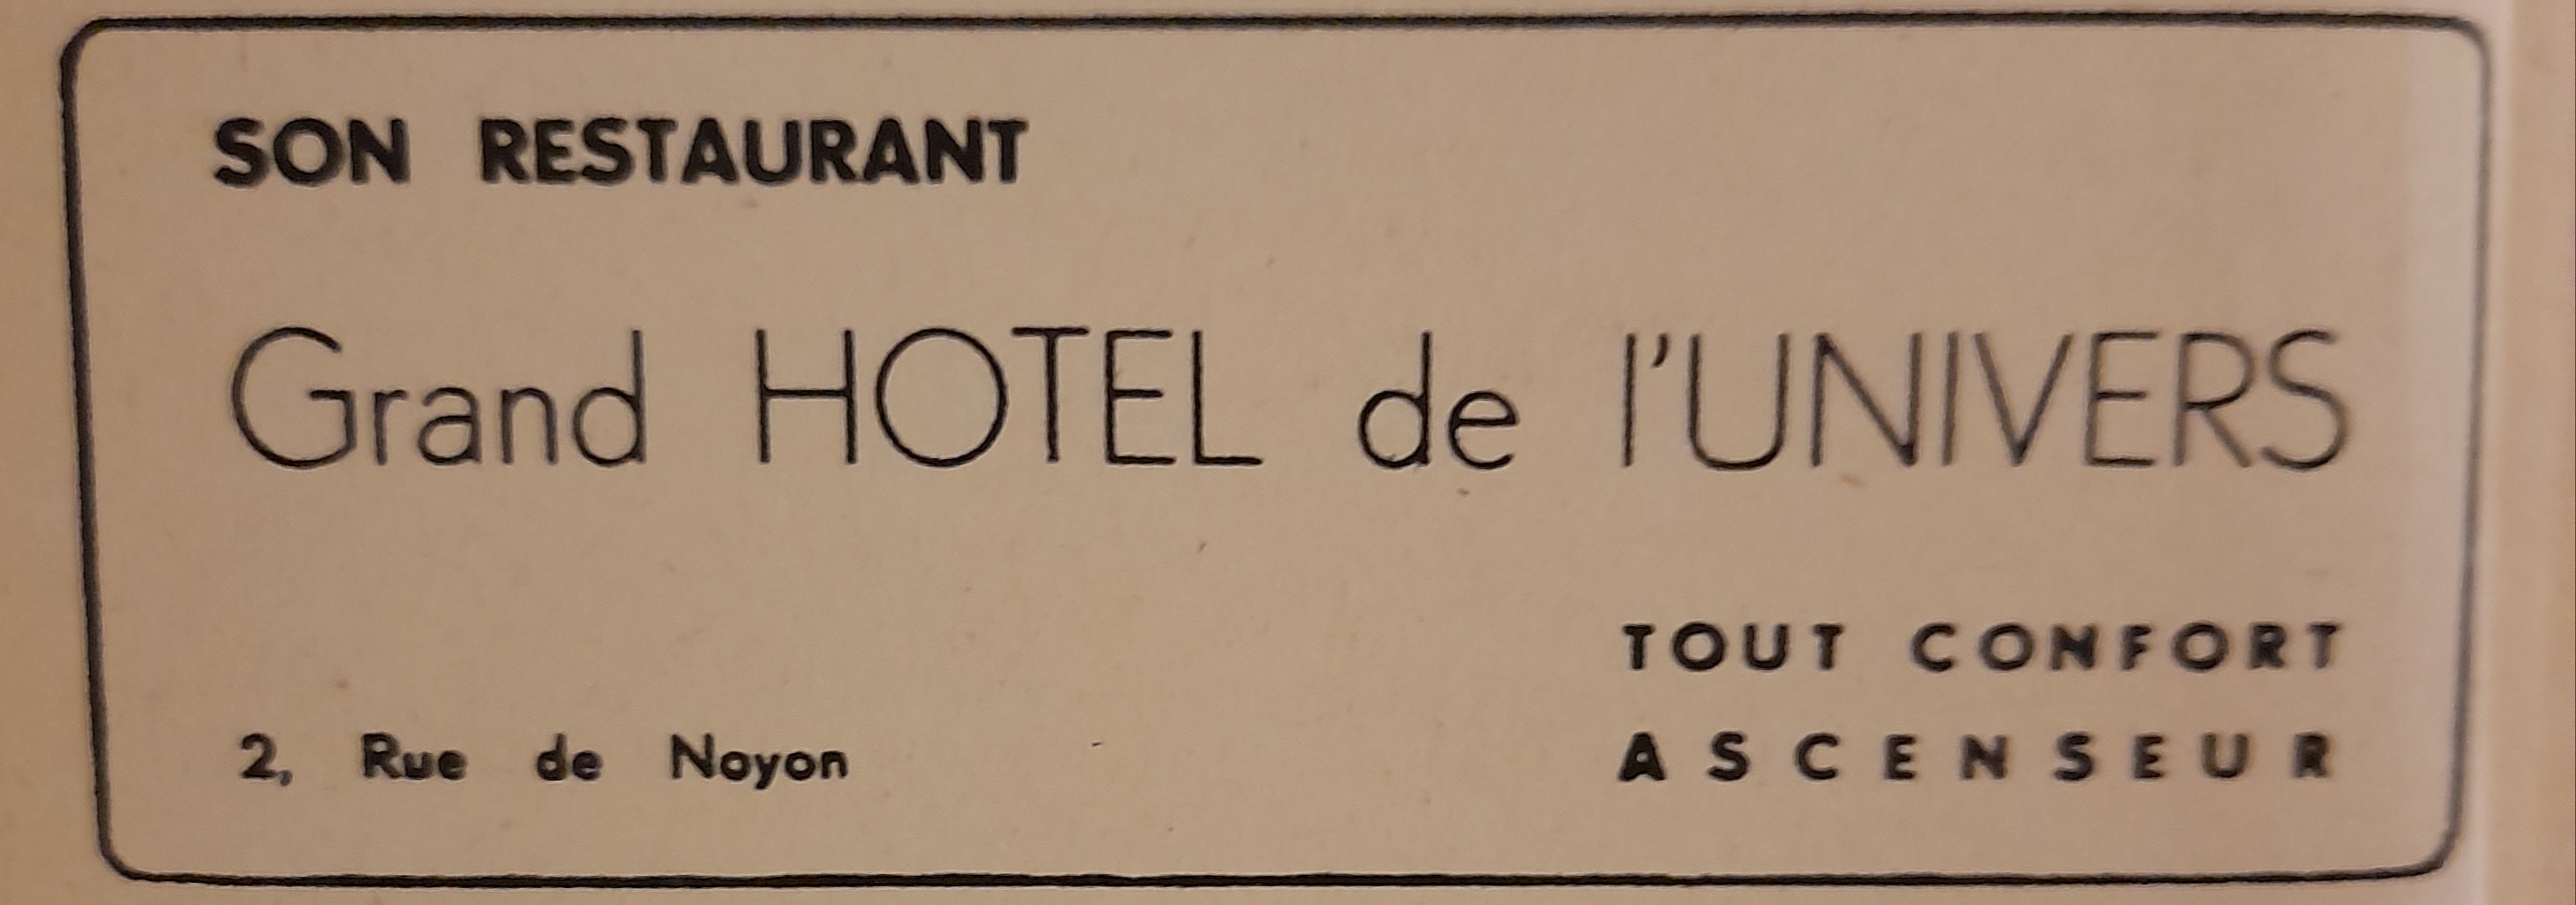 SON RESTAURANT
Grand HOTEL de l'UNIVERS
TOUT CONFORT
2, Rue de Noyon
ASCENSEUR